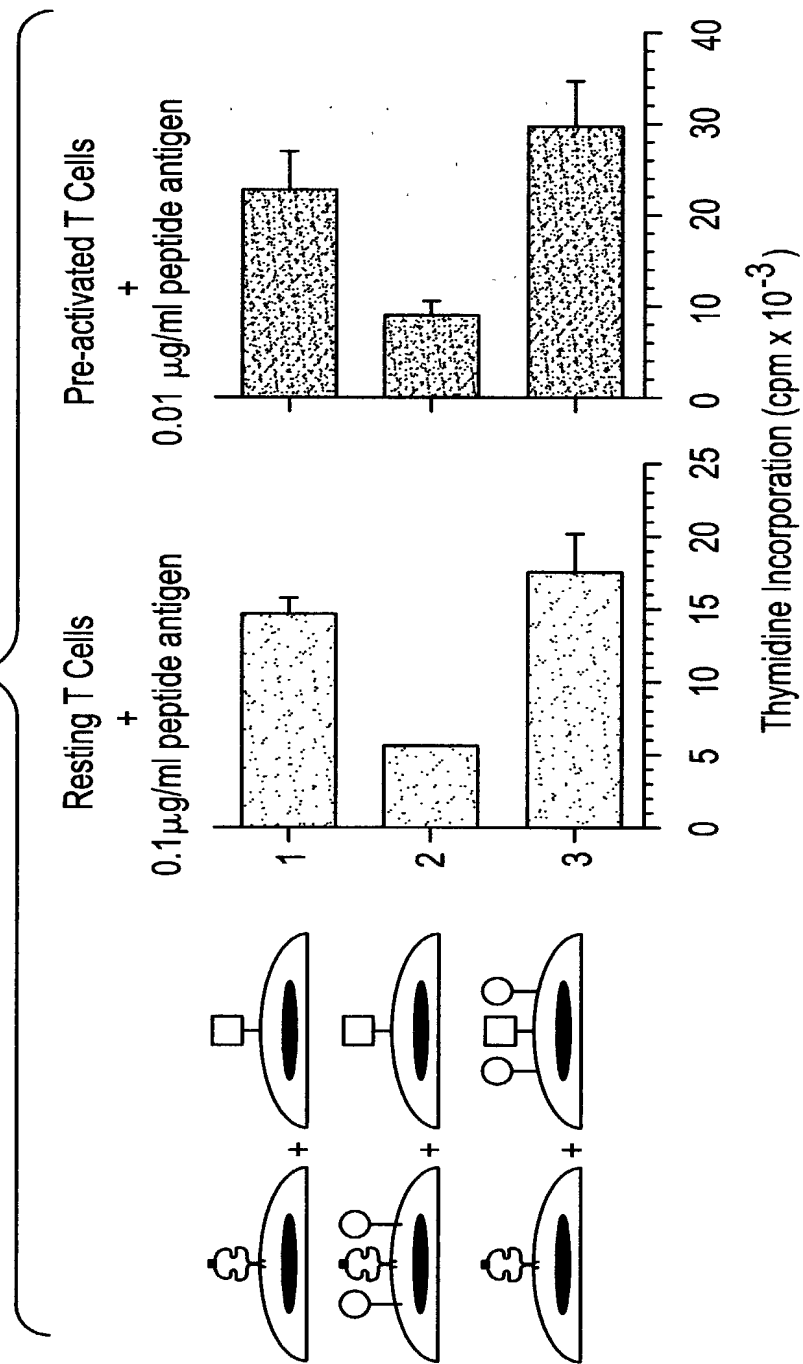 Resting T Cells
+
0.1µg/ml peptide antigen
Pre-activated T Cells
+
0.01 µg/ml peptide antigen
+
1
+
2
+
3
0 5 10 15 20 25
0 10 20 30 40
Thymidine Incorporation (cpm x 10⁻³)